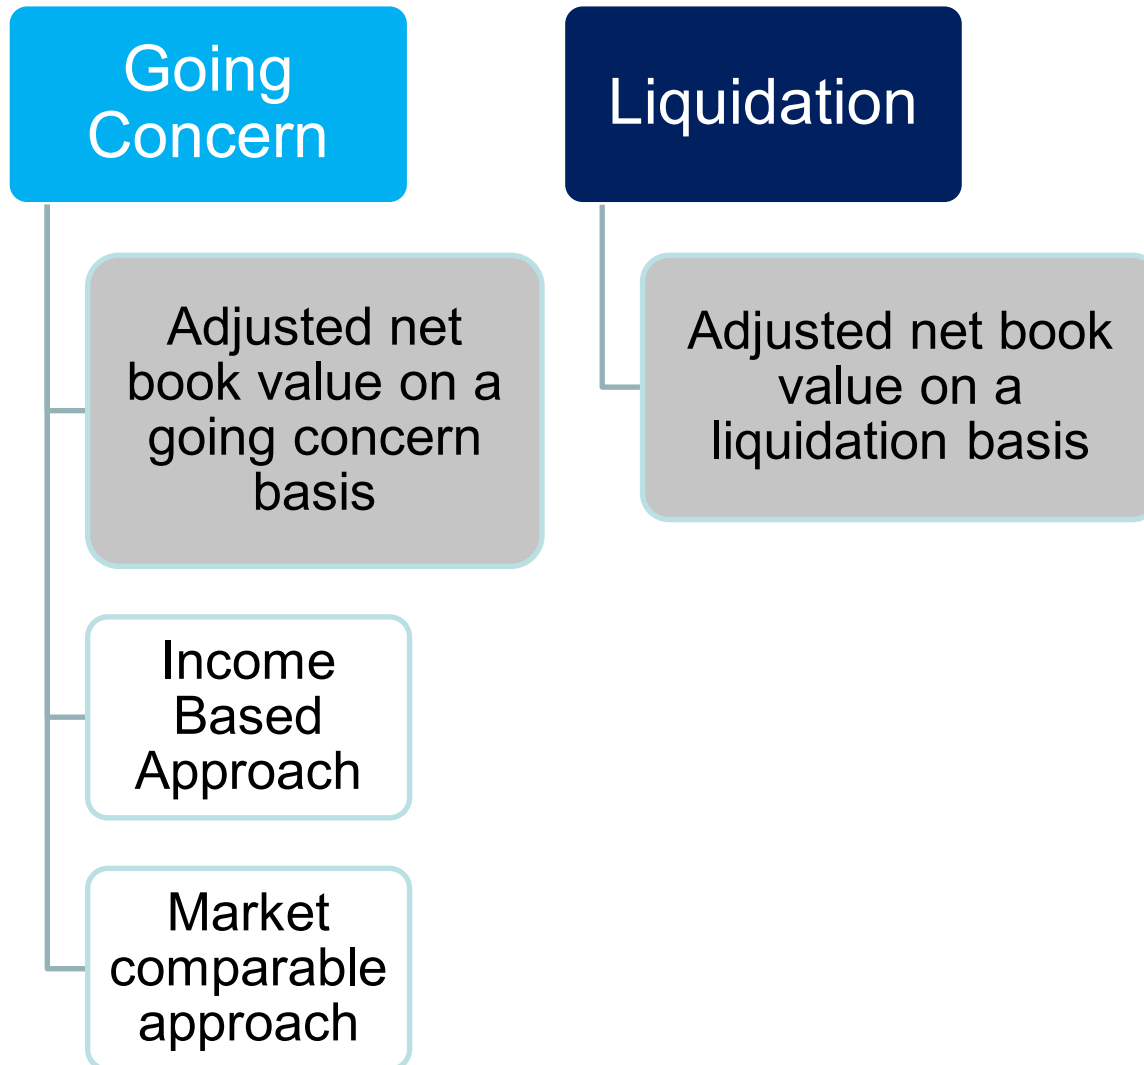 Going
Concern
Liquidation
Adjusted net
book value on a
going concern
basis
Adjusted net book
value on a
liquidation basis
Income
Based
Approach
Market
comparable
approach